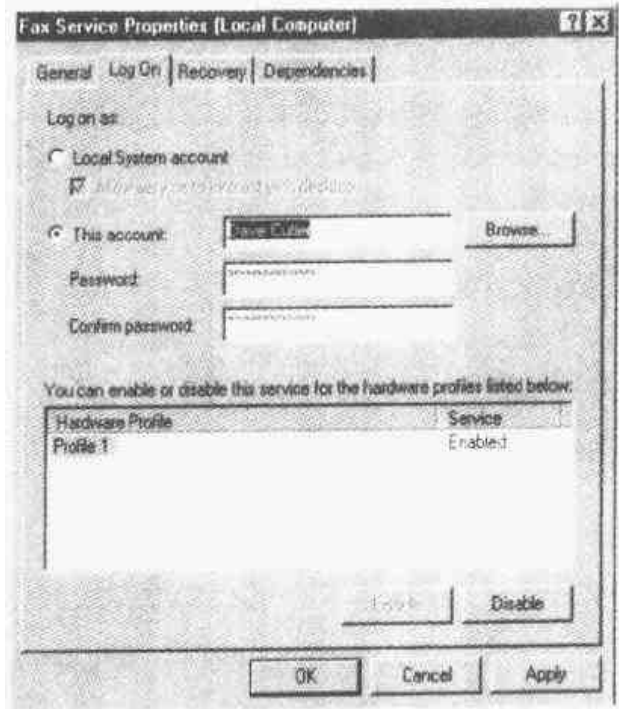 Fax Service Properties (Local Computer)
General Log On Recovery Dependencies
Log on as:
Local System account
This account:
Browse...
Password:
Confirm password:
You can enable or disable this service for the hardware profiles listed below:
Hardware Profile Service
Profile 1 Enabled
Disable
OK Cancel Apply